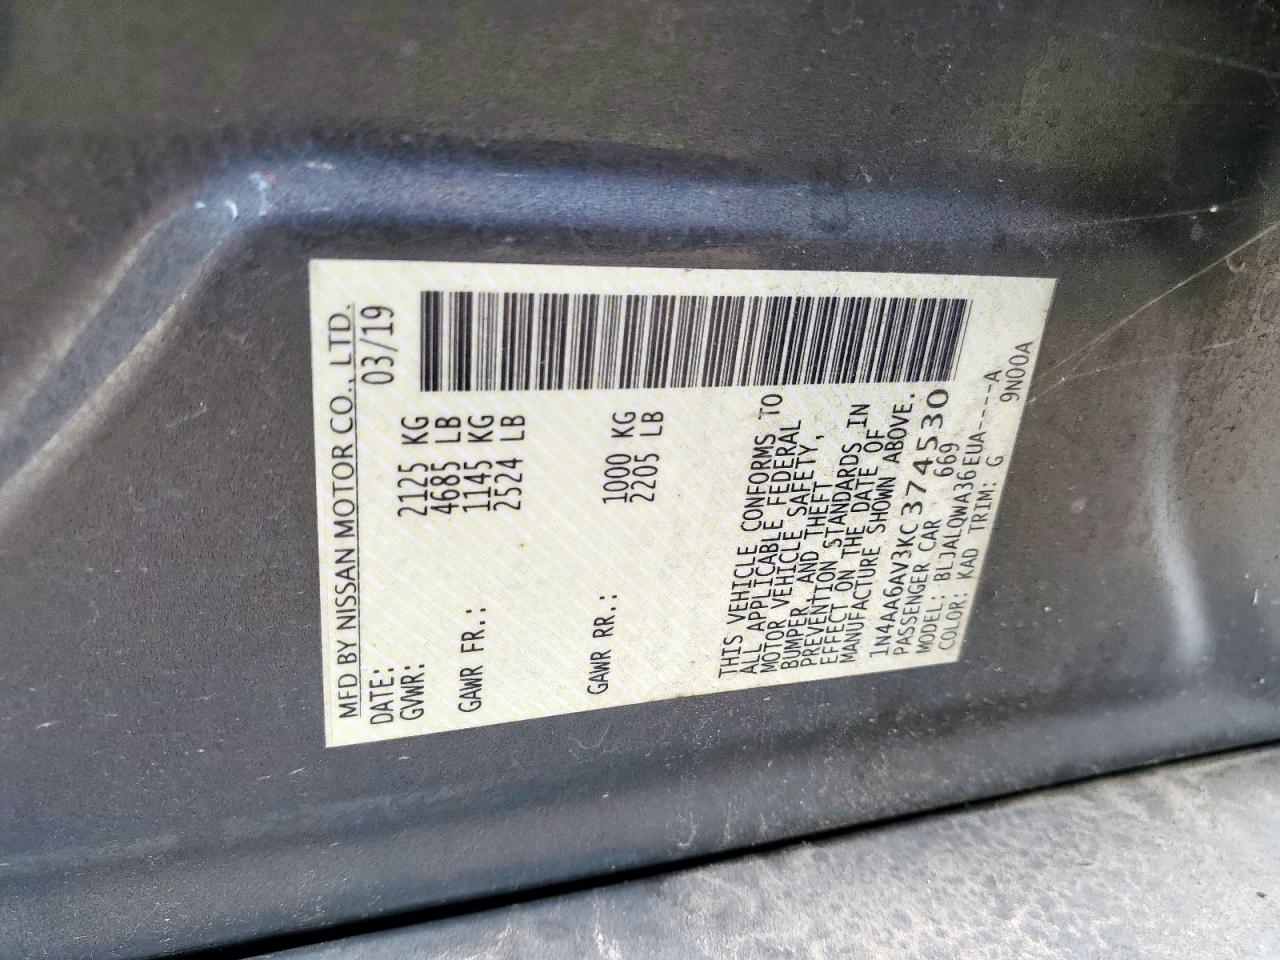 MFD BY NISSAN MOTOR CO., LTD.
DATE: 03/19
GVWR: 2125 KG
4685 LB
GAWR FR.: 1145 KG
2524 LB
GAWR RR.: 1000 KG
2205 LB
THIS VEHICLE CONFORMS TO
ALL APPLICABLE FEDERAL
MOTOR VEHICLE SAFETY,
BUMPER, AND THEFT
PREVENTION STANDARDS IN
EFFECT ON THE DATE OF
MANUFACTURE SHOWN ABOVE.
1N4AA6AV3KC374530
PASSENGER CAR 669
MODEL: BLJALQWA36EUA----A
COLOR: KAD TRIM: G 9N00A